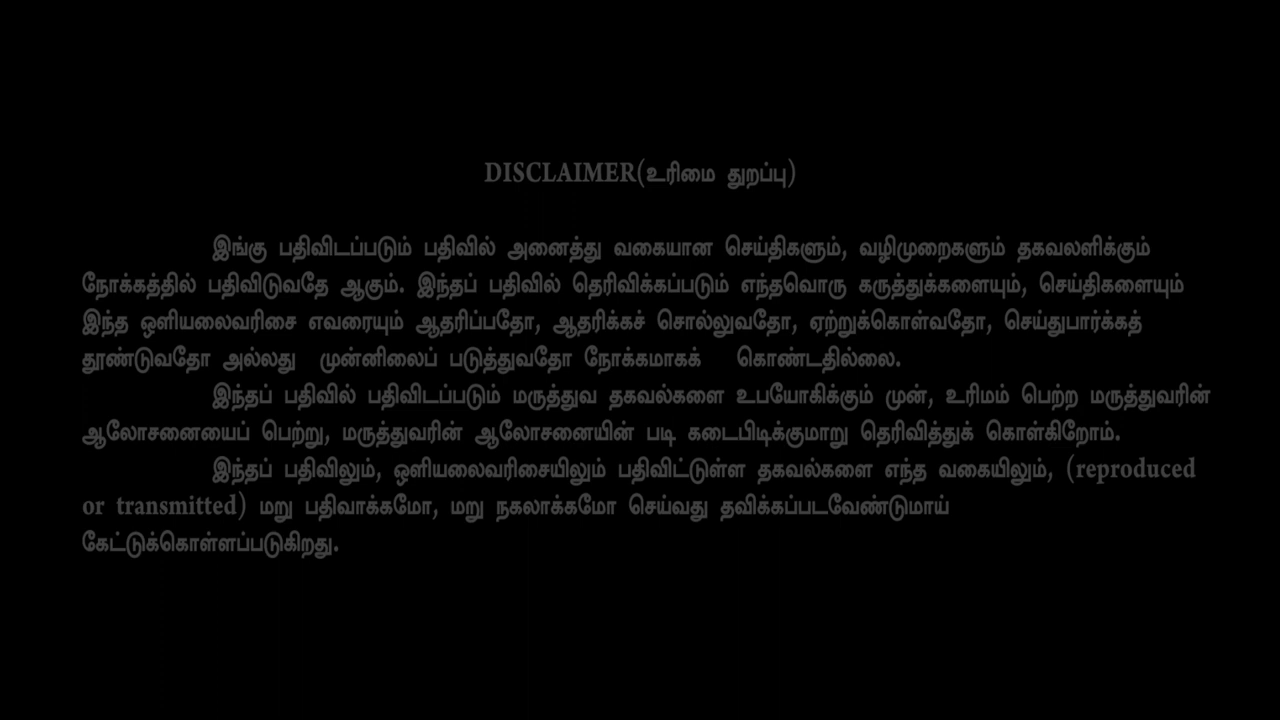 DISCLAIMER(உரிமை துறப்பு)
இங்கு பதிவிடப்படும் பதிவில் அனைத்து வகையான செய்திகளும், வழிமுறைகளும் தகவலளிக்கும்
நோக்கத்தில் பதிவிடுவதே ஆகும். இந்தப் பதிவில் தெரிவிக்கப்படும் எந்தவொரு கருத்துக்களையும், செய்திகளையும்
இந்த ஒளியலைவரிசை எவரையும் ஆதரிப்பதோ, ஆதரிக்கச் சொல்லுவதோ, ஏற்றுக்கொள்வதோ, செய்துபார்க்கத்
தூண்டுவதோ அல்லது முன்னிலைப் படுத்துவதோ நோக்கமாகக் கொண்டதில்லை.
இந்தப் பதிவில் பதிவிடப்படும் மருத்துவ தகவல்களை உபயோகிக்கும் முன், உரிமம் பெற்ற மருத்துவரின்
ஆலோசனையைப் பெற்று, மருத்துவரின் ஆலோசனையின் படி கடைபிடிக்குமாறு தெரிவித்துக் கொள்கிறோம்.
இந்தப் பதிவிலும், ஒளியலைவரிசையிலும் பதிவிட்டுள்ள தகவல்களை எந்த வகையிலும், (reproduced
or transmitted) மறு பதிவாக்கமோ, மறு நகலாக்கமோ செய்வது தவிக்கப்படவேண்டுமாய்
கேட்டுக்கொள்ளப்படுகிறது.